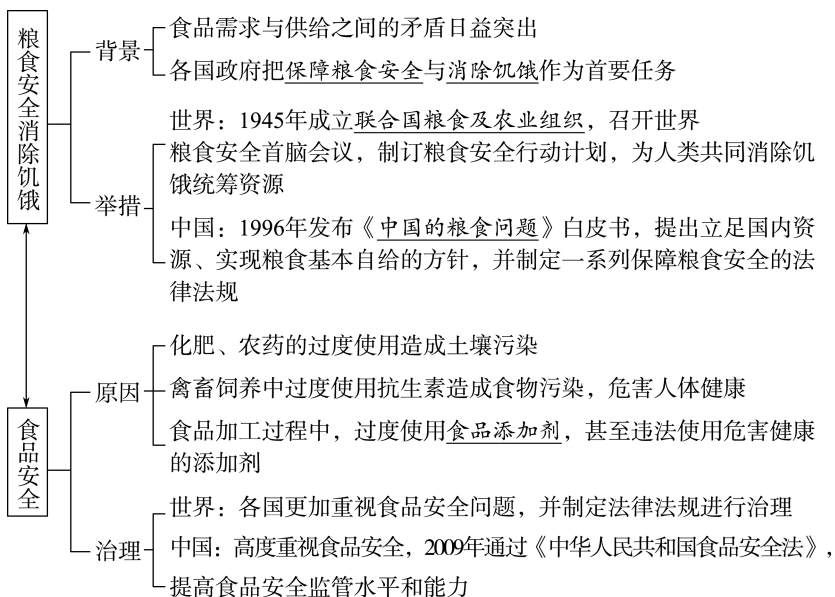 粮食安全消除饥饿
背景
食品需求与供给之间的矛盾日益突出
各国政府把保障粮食安全与消除饥饿作为首要任务
举措
世界：1945年成立联合国粮食及农业组织，召开世界
粮食安全首脑会议，制订粮食安全行动计划，为人类共同消除饥
饿统筹资源
中国：1996年发布《中国的粮食问题》白皮书，提出立足国内资
源、实现粮食基本自给的方针，并制定一系列保障粮食安全的法
律法规
食品安全
原因
化肥、农药的过度使用造成土壤污染
禽畜饲养中过度使用抗生素造成食物污染，危害人体健康
食品加工过程中，过度使用食品添加剂，甚至违法使用危害健康
的添加剂
治理
世界：各国更加重视食品安全问题，并制定法律法规进行治理
中国：高度重视食品安全，2009年通过《中华人民共和国食品安全法》，
提高食品安全监管水平和能力